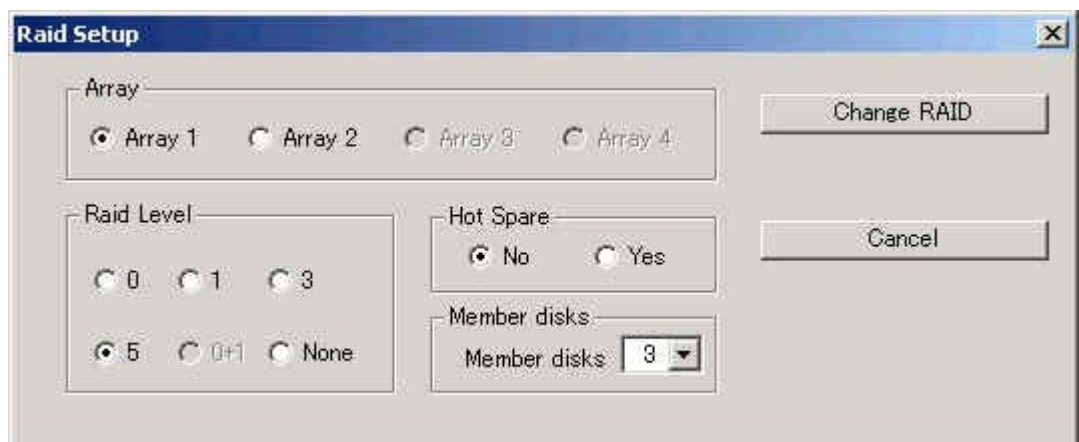 Raid Setup
Array
Array 1 Array 2 Array 3 Array 4
Change RAID
Raid Level
0 1 3
5 0+1 None
Hot Spare
No Yes
Cancel
Member disks
Member disks 3